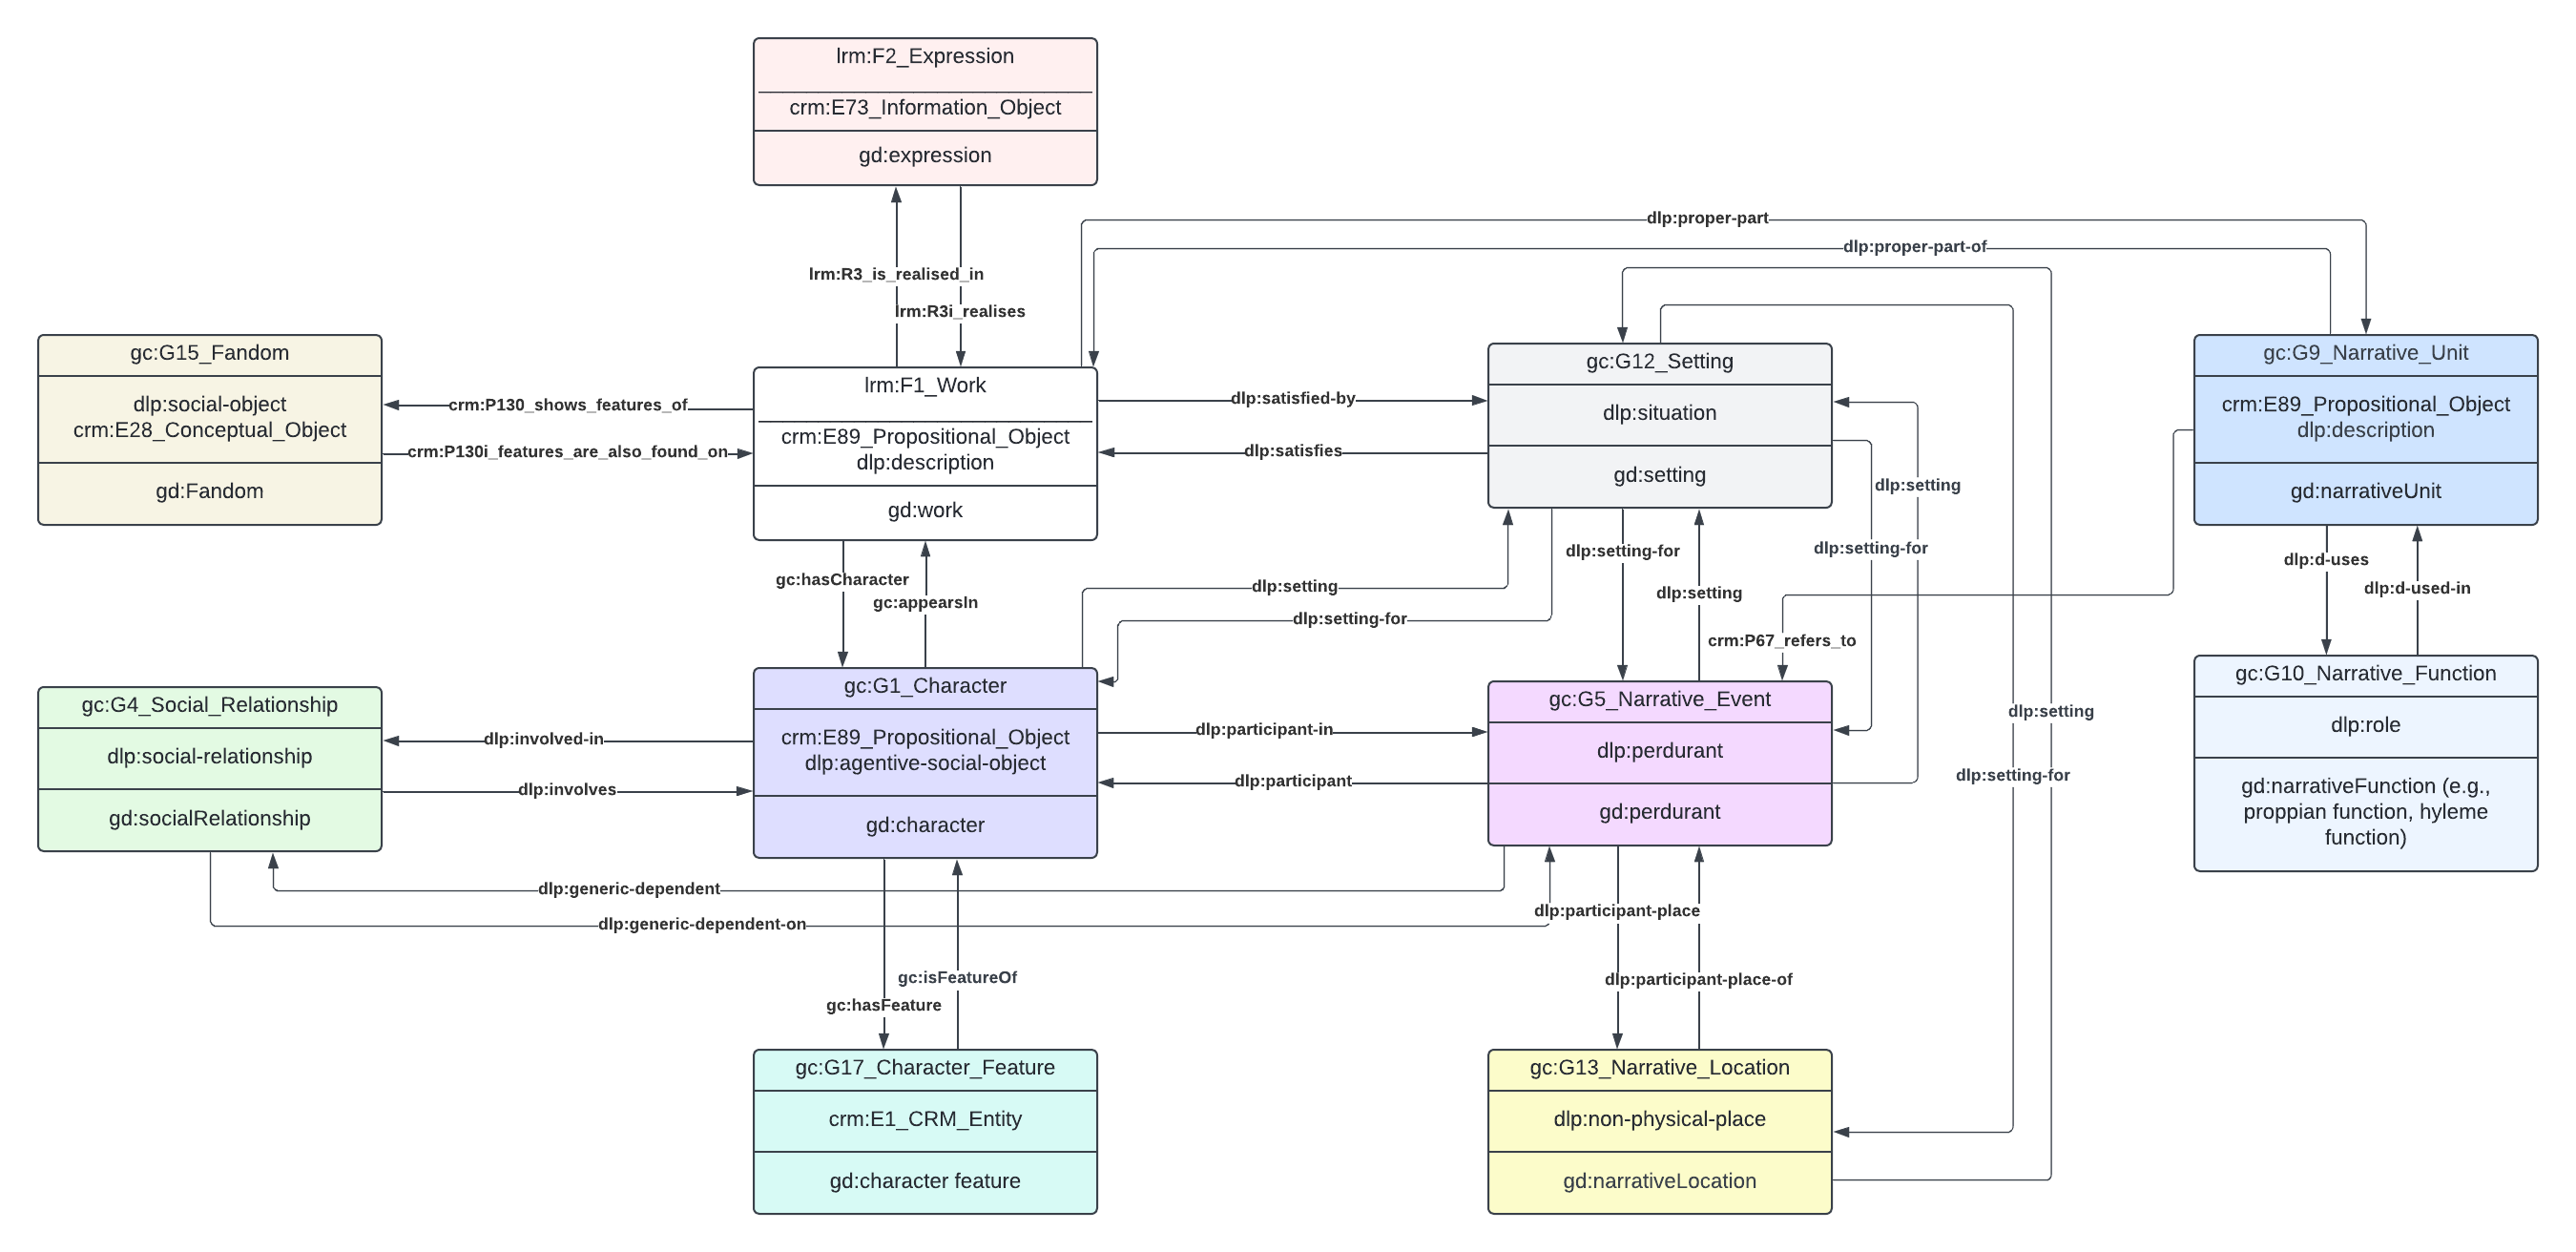 lrm:F2_Expression
crm:E73_Information_Object
gd:expression
dlp:proper-part
dlp:proper-part-of
lrm:R3_is_realised_in
lrm:R3i_realises
gc:G15_Fandom
dlp:social-object
crm:E28_Conceptual_Object
gd:Fandom
crm:P130_shows_features_of
crm:P130i_features_are_also_found_on
lrm:F1_Work
crm:E89_Propositional_Object
dlp:description
gd:work
dlp:satisfied-by
dlp:satisfies
gc:G12_Setting
dlp:situation
gd:setting
dlp:setting
dlp:setting-for
gc:G9_Narrative_Unit
crm:E89_Propositional_Object
dlp:description
gd:narrativeUnit
gc:hasCharacter
gc:appearsIn
dlp:setting
dlp:setting-for
dlp:setting-for
dlp:setting
crm:P67_refers_to
dlp:d-uses
dlp:d-used-in
gc:G4_Social_Relationship
dlp:social-relationship
gd:socialRelationship
dlp:involved-in
dlp:involves
gc:G1_Character
crm:E89_Propositional_Object
dlp:agentive-social-object
gd:character
dlp:participant-in
dlp:participant
gc:G5_Narrative_Event
dlp:perdurant
gd:perdurant
dlp:setting
dlp:setting-for
gc:G10_Narrative_Function
dlp:role
gd:narrativeFunction (e.g.,
proppian function, hyleme
function)
dlp:generic-dependent
dlp:generic-dependent-on
dlp:participant-place
dlp:participant-place-of
gc:isFeatureOf
gc:hasFeature
gc:G17_Character_Feature
crm:E1_CRM_Entity
gd:character feature
gc:G13_Narrative_Location
dlp:non-physical-place
gd:narrativeLocation